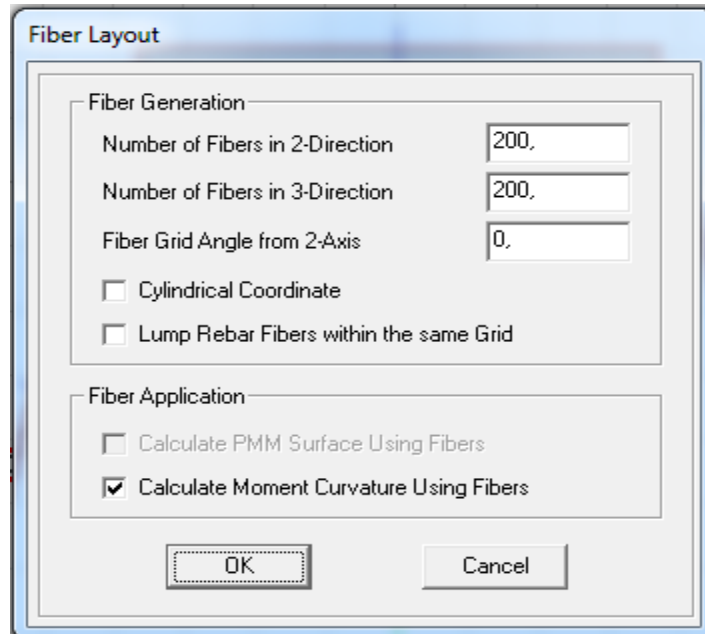 Fiber Layout
Fiber Generation
Number of Fibers in 2-Direction 200,
Number of Fibers in 3-Direction 200,
Fiber Grid Angle from 2-Axis 0,
Cylindrical Coordinate
Lump Rebar Fibers within the same Grid
Fiber Application
Calculate PMM Surface Using Fibers
Calculate Moment Curvature Using Fibers
OK Cancel